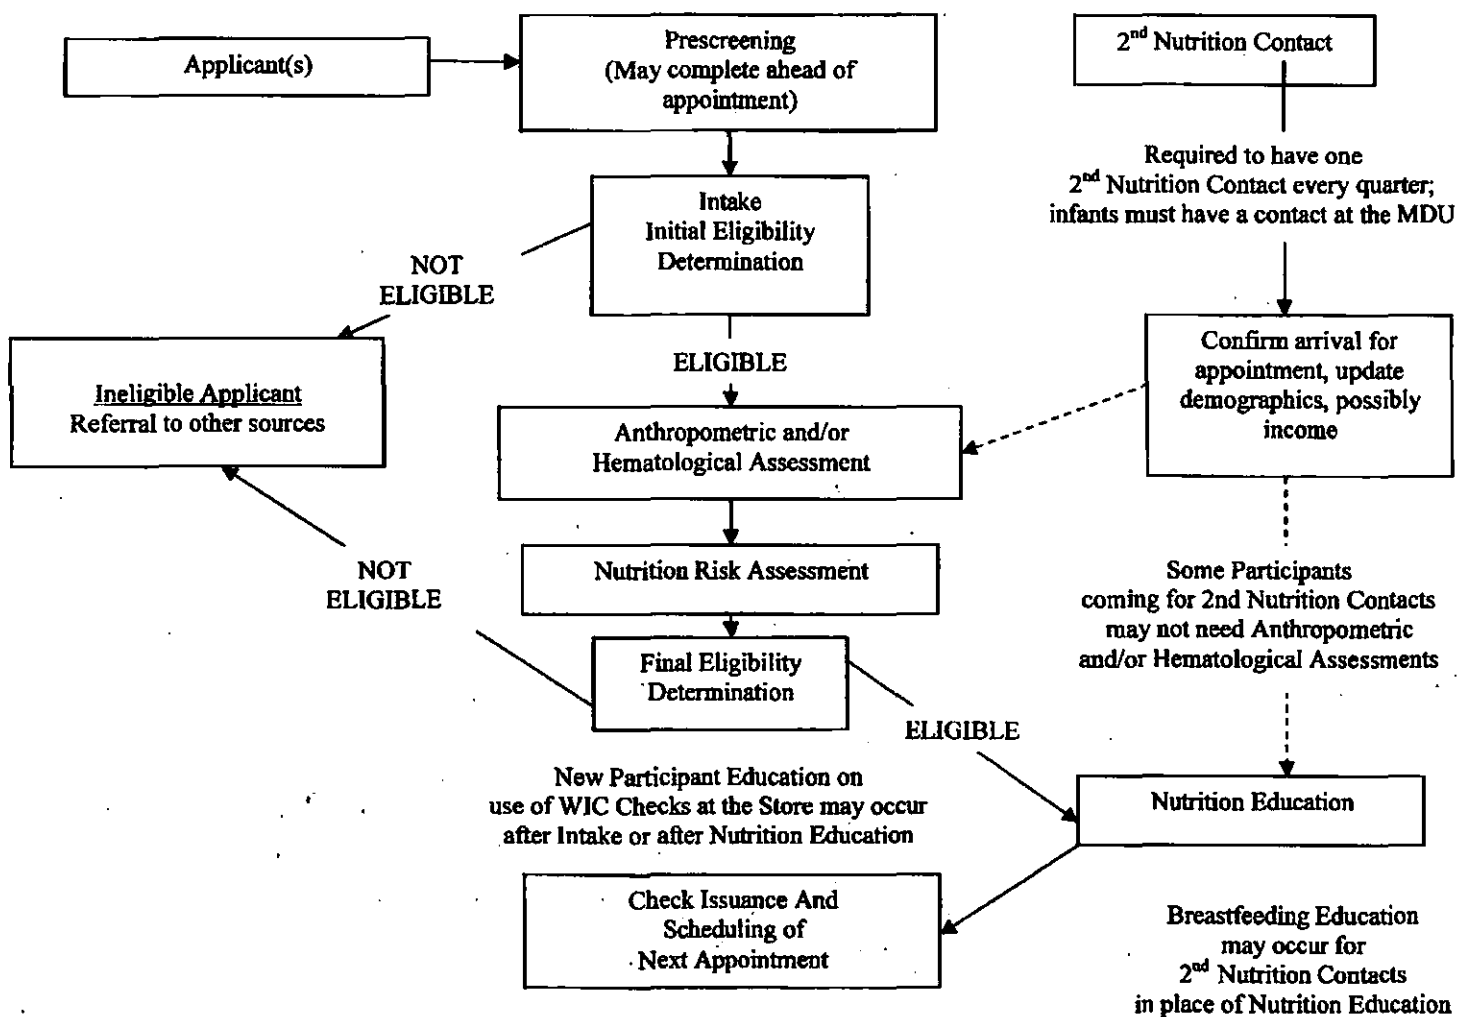 Applicant(s)
Prescreening
(May complete ahead of
appointment)
2nd Nutrition Contact
Required to have one
2nd Nutrition Contact every quarter;
infants must have a contact at the MDU
Intake
Initial Eligibility
Determination
NOT
ELIGIBLE
ELIGIBLE
Ineligible Applicant
Referral to other sources
Confirm arrival for
appointment, update
demographics, possibly
income
Anthropometric and/or
Hematological Assessment
Nutrition Risk Assessment
NOT
ELIGIBLE
Some Participants
coming for 2nd Nutrition Contacts
may not need Anthropometric
and/or Hematological Assessments
Final Eligibility
Determination
ELIGIBLE
New Participant Education on
use of WIC Checks at the Store may occur
after Intake or after Nutrition Education
Nutrition Education
Check Issuance And
Scheduling of
Next Appointment
Breastfeeding Education
may occur for
2nd Nutrition Contacts
in place of Nutrition Education